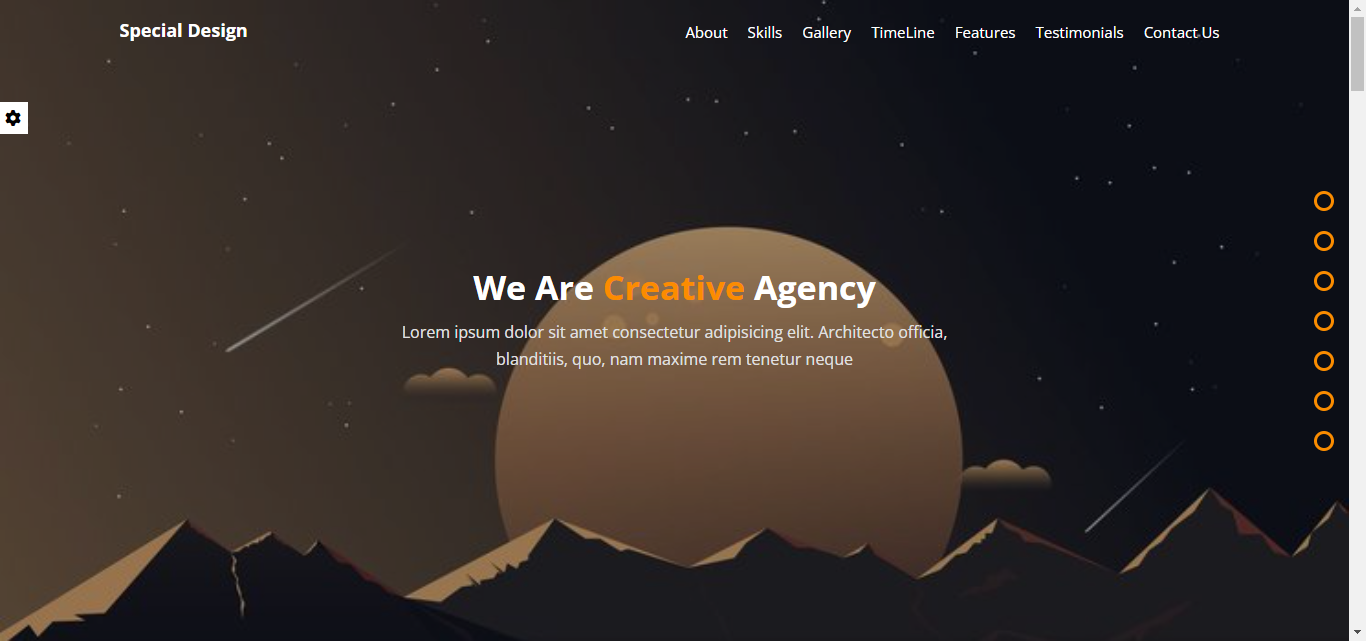 Special Design
About Skills Gallery TimeLine Features Testimonials Contact Us
We Are Creative Agency
Lorem ipsum dolor sit amet consectetur adipisicing elit. Architecto officia,
blanditiis, quo, nam maxime rem tenetur neque